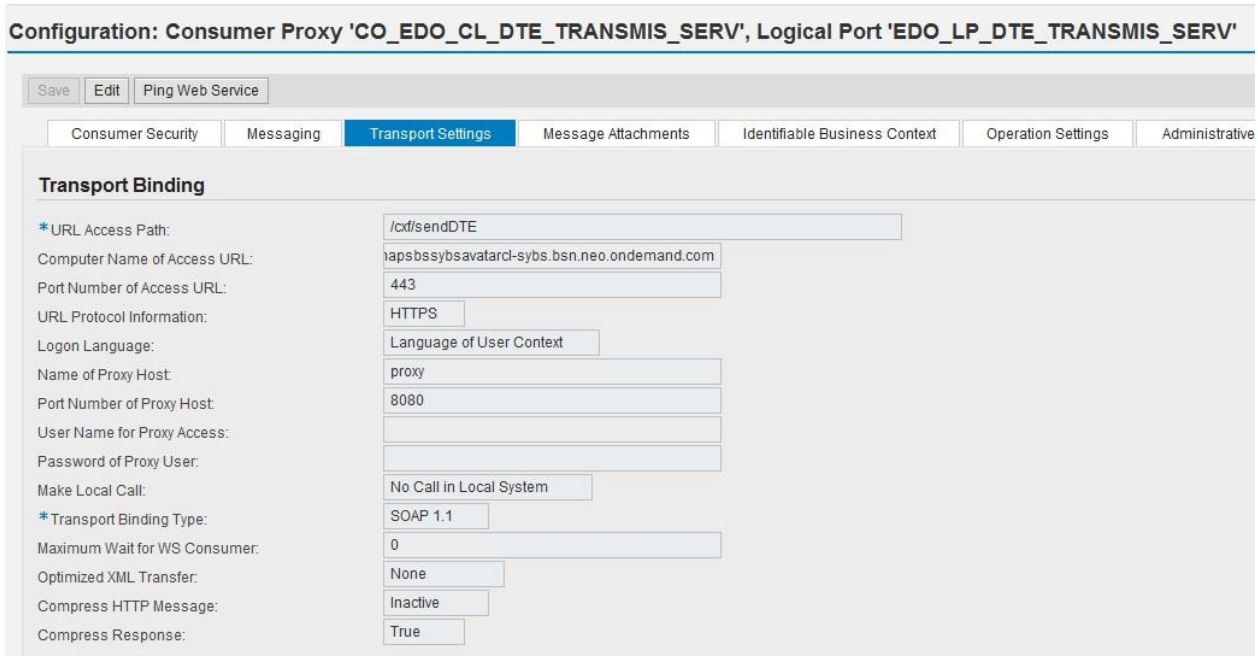 Configuration: Consumer Proxy 'CO_EDO_CL_DTE_TRANSMIS_SERV', Logical Port 'EDO_LP_DTE_TRANSMIS_SERV'
Save Edit Ping Web Service
Consumer Security Messaging Transport Settings Message Attachments Identifiable Business Context Operation Settings Administrative
Transport Binding
*URL Access Path: /cxf/sendDTE
Computer Name of Access URL: apsbssybsavatarcl-sybs.bsn.neo.ondemand.com
Port Number of Access URL: 443
URL Protocol Information: HTTPS
Logon Language: Language of User Context
Name of Proxy Host: proxy
Port Number of Proxy Host: 8080
User Name for Proxy Access:
Password of Proxy User:
Make Local Call: No Call in Local System
*Transport Binding Type: SOAP 1.1
Maximum Wait for WS Consumer: 0
Optimized XML Transfer: None
Compress HTTP Message: Inactive
Compress Response: True